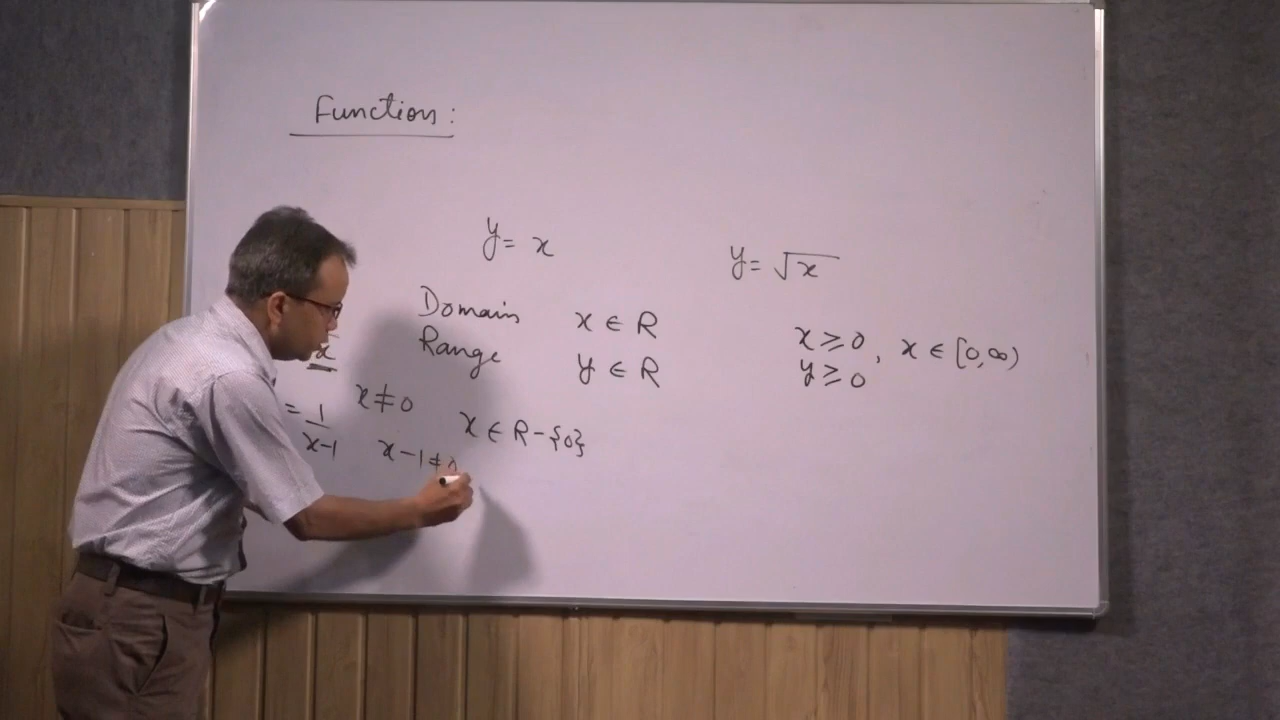 Function:
y = x
y = √x
Domain x ∈ R
Range y ∈ R
x ≥ 0, x ∈ [0,∞)
y ≥ 0
x
x ≠ 0
= 1/x-1
x ∈ R-{0}
x-1 ≠ 0